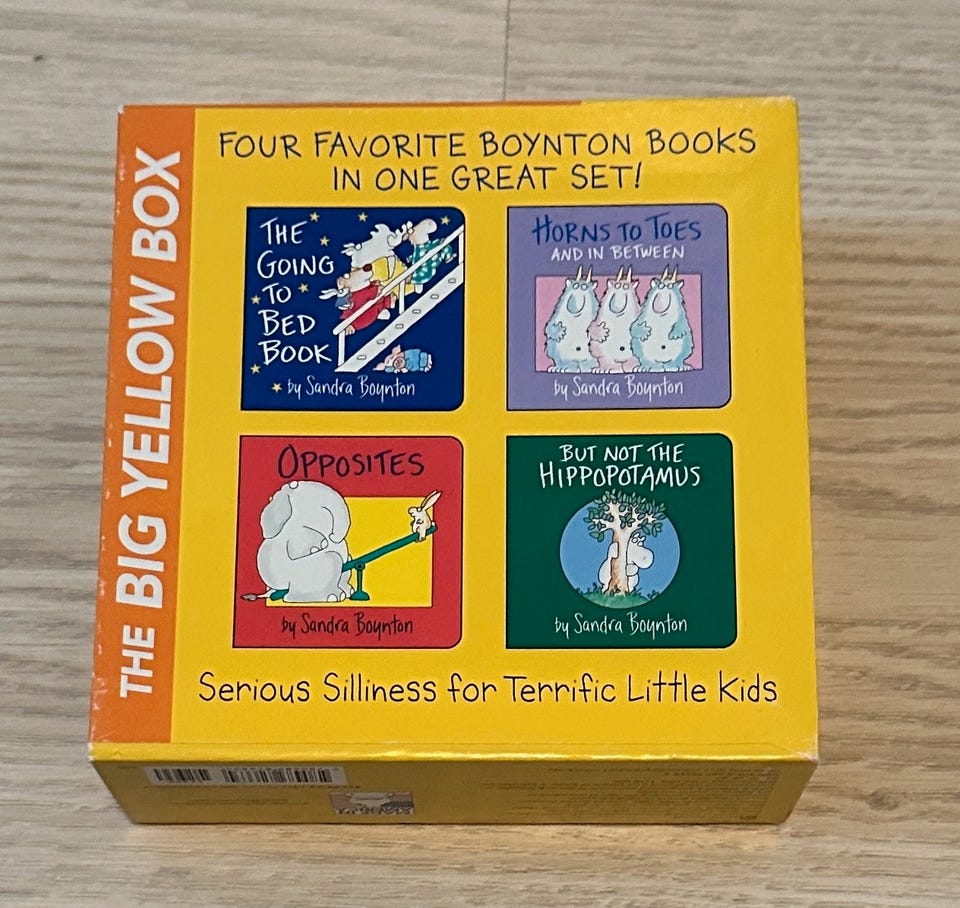 THE BIG YELLOW BOX
FOUR FAVORITE BOYNTON BOOKS
IN ONE GREAT SET!
THE
GOING
TO
BED
BOOK
by Sandra Boynton
HORNS TO TOES
AND IN BETWEEN
by Sandra Boynton
OPPOSITES
by Sandra Boynton
BUT NOT THE
HIPPOPOTAMUS
by Sandra Boynton
Serious Silliness for Terrific Little Kids